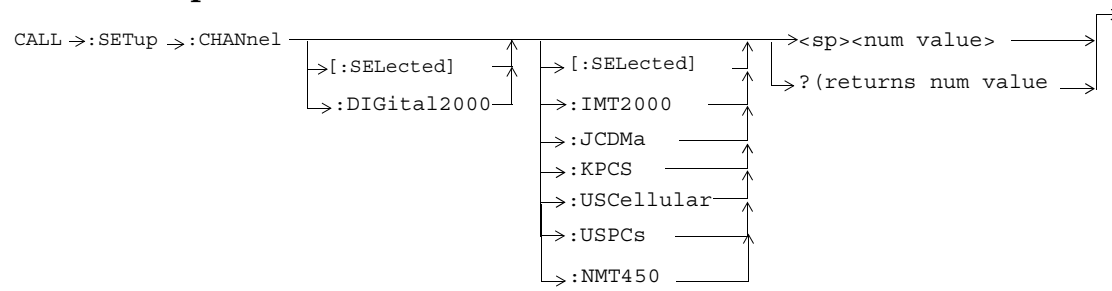 CALL :SETup :CHANnel <sp><num value>
[:SELected] [:SELected]
?(returns num value
:DIGital2000 :IMT2000
:JCDMa
:KPCS
:USCellular
:USPCs
:NMT450